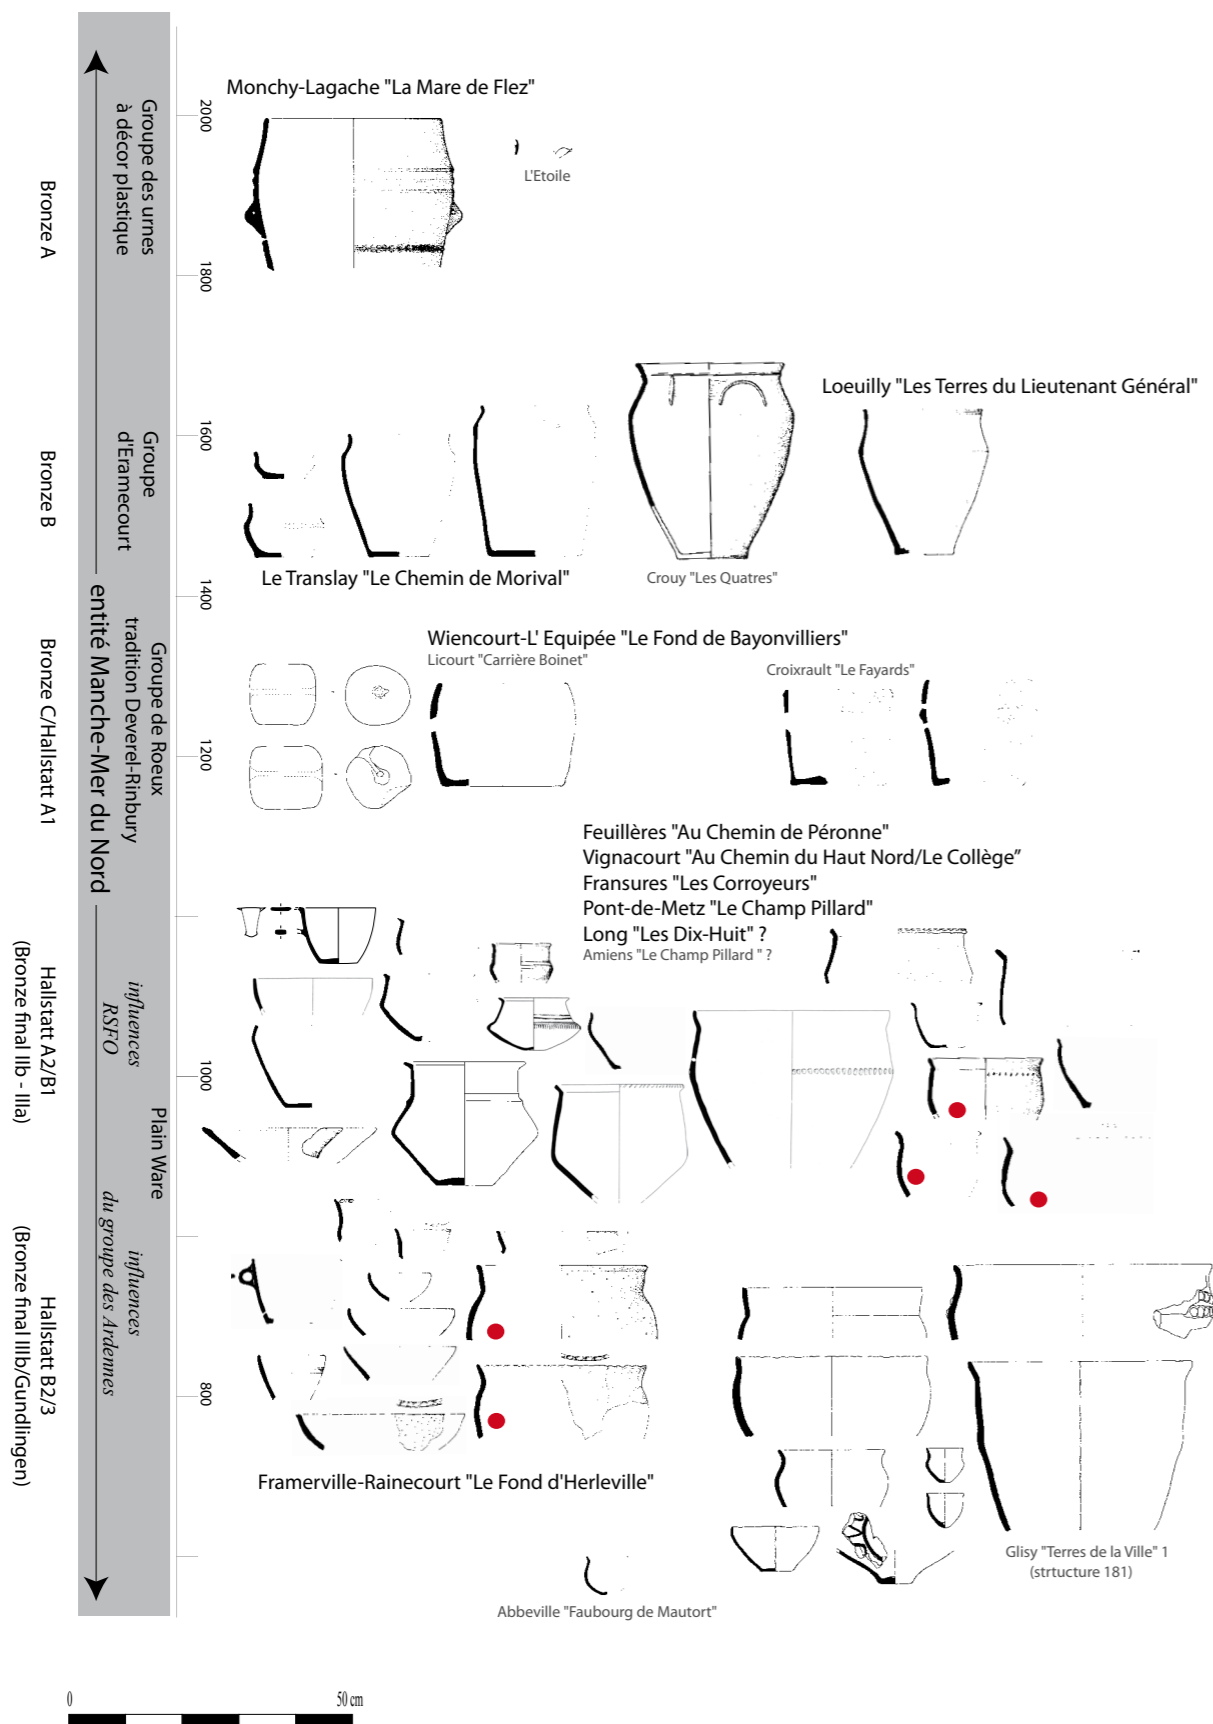 Monchy-Lagache "La Mare de Flez"
L'Etoile
2000
Groupe des urnes
à décor plastique
Bronze A
1800
Loeuilly "Les Terres du Lieutenant Général"
1600
Groupe
d'Eramecourt
Bronze B
Le Translay "Le Chemin de Morival"
Crouy "Les Quatres"
1400
entité Manche-Mer du Nord
Groupe de Roeux
tradition Deverel-Rinbury
Bronze C/Hallstatt A1
Wiencourt-L' Equipée "Le Fond de Bayonvilliers"
Licourt "Carrière Boinet"
Croixrault "Le Fayards"
1200
Feuillères "Au Chemin de Péronne"
Vignacourt "Au Chemin du Haut Nord/Le Collège”
Fransures "Les Corroyeurs"
Pont-de-Metz "Le Champ Pillard"
Long "Les Dix-Huit" ?
Amiens "Le Champ Pillard " ?
influences
RSFO
Hallstatt A2/B1
(Bronze final IIb - IIa)
1000
Plain Ware
influences
du groupe des Ardennes
Hallstatt B2/3
(Bronze final IIIb/Gundlingen)
800
Framerville-Rainecourt "Le Fond d'Herleville"
Glisy "Terres de la Ville" 1
(strtucture 181)
Abbeville "Faubourg de Mautort"
0
50 cm